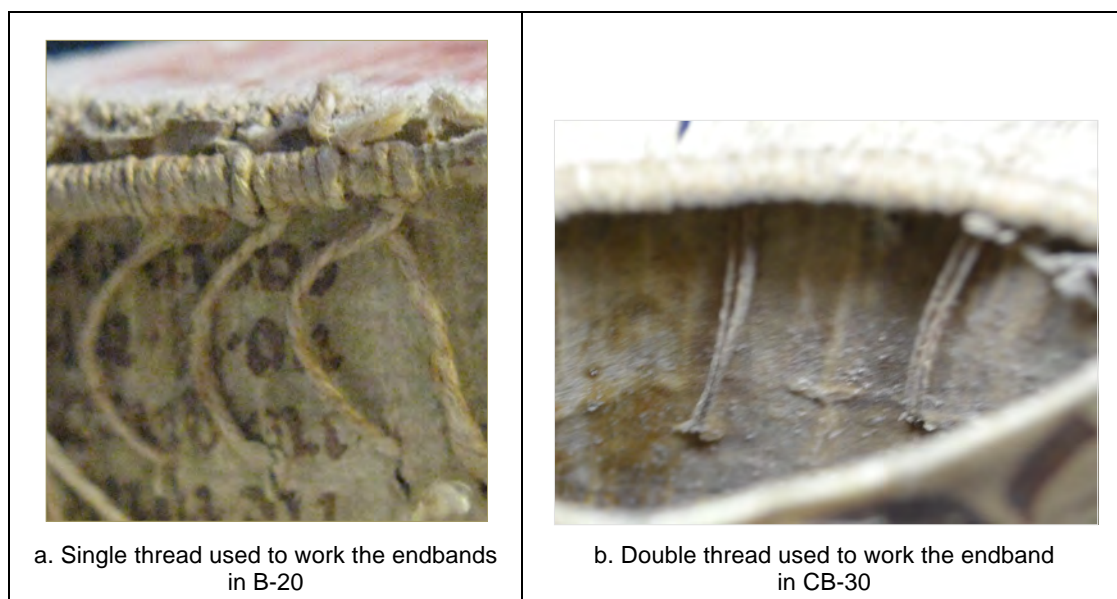 a. Single thread used to work the endbands
in B-20
b. Double thread used to work the endband
in CB-30